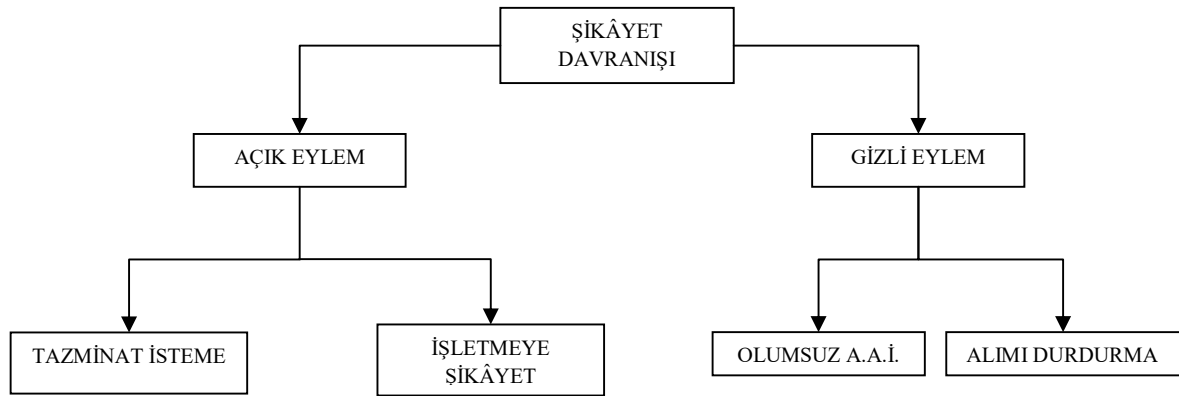 ŞİKÂYET
DAVRANIŞI
AÇIK EYLEM
GİZLİ EYLEM
TAZMİNAT İSTEME
İŞLETMEYE
ŞİKÂYET
OLUMSUZ A.A.İ.
ALIMI DURDURMA